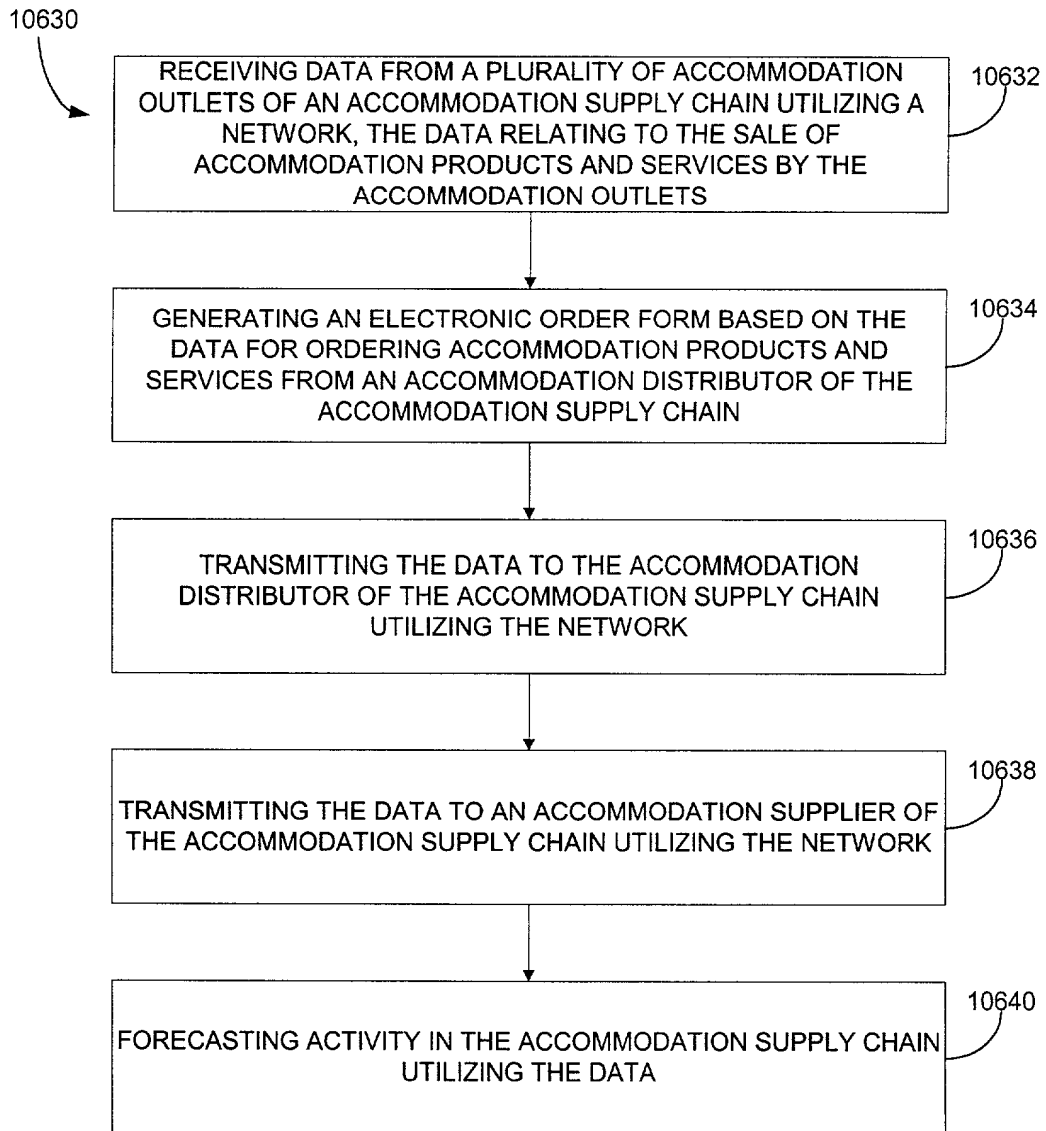 10630
RECEIVING DATA FROM A PLURALITY OF ACCOMMODATION
OUTLETS OF AN ACCOMMODATION SUPPLY CHAIN UTILIZING A
NETWORK, THE DATA RELATING TO THE SALE OF
ACCOMMODATION PRODUCTS AND SERVICES BY THE
ACCOMMODATION OUTLETS
10632
GENERATING AN ELECTRONIC ORDER FORM BASED ON THE
DATA FOR ORDERING ACCOMMODATION PRODUCTS AND
SERVICES FROM AN ACCOMMODATION DISTRIBUTOR OF THE
ACCOMMODATION SUPPLY CHAIN
10634
TRANSMITTING THE DATA TO THE ACCOMMODATION
DISTRIBUTOR OF THE ACCOMMODATION SUPPLY CHAIN
UTILIZING THE NETWORK
10636
TRANSMITTING THE DATA TO AN ACCOMMODATION SUPPLIER OF
THE ACCOMMODATION SUPPLY CHAIN UTILIZING THE NETWORK
10638
FORECASTING ACTIVITY IN THE ACCOMMODATION SUPPLY CHAIN
UTILIZING THE DATA
10640